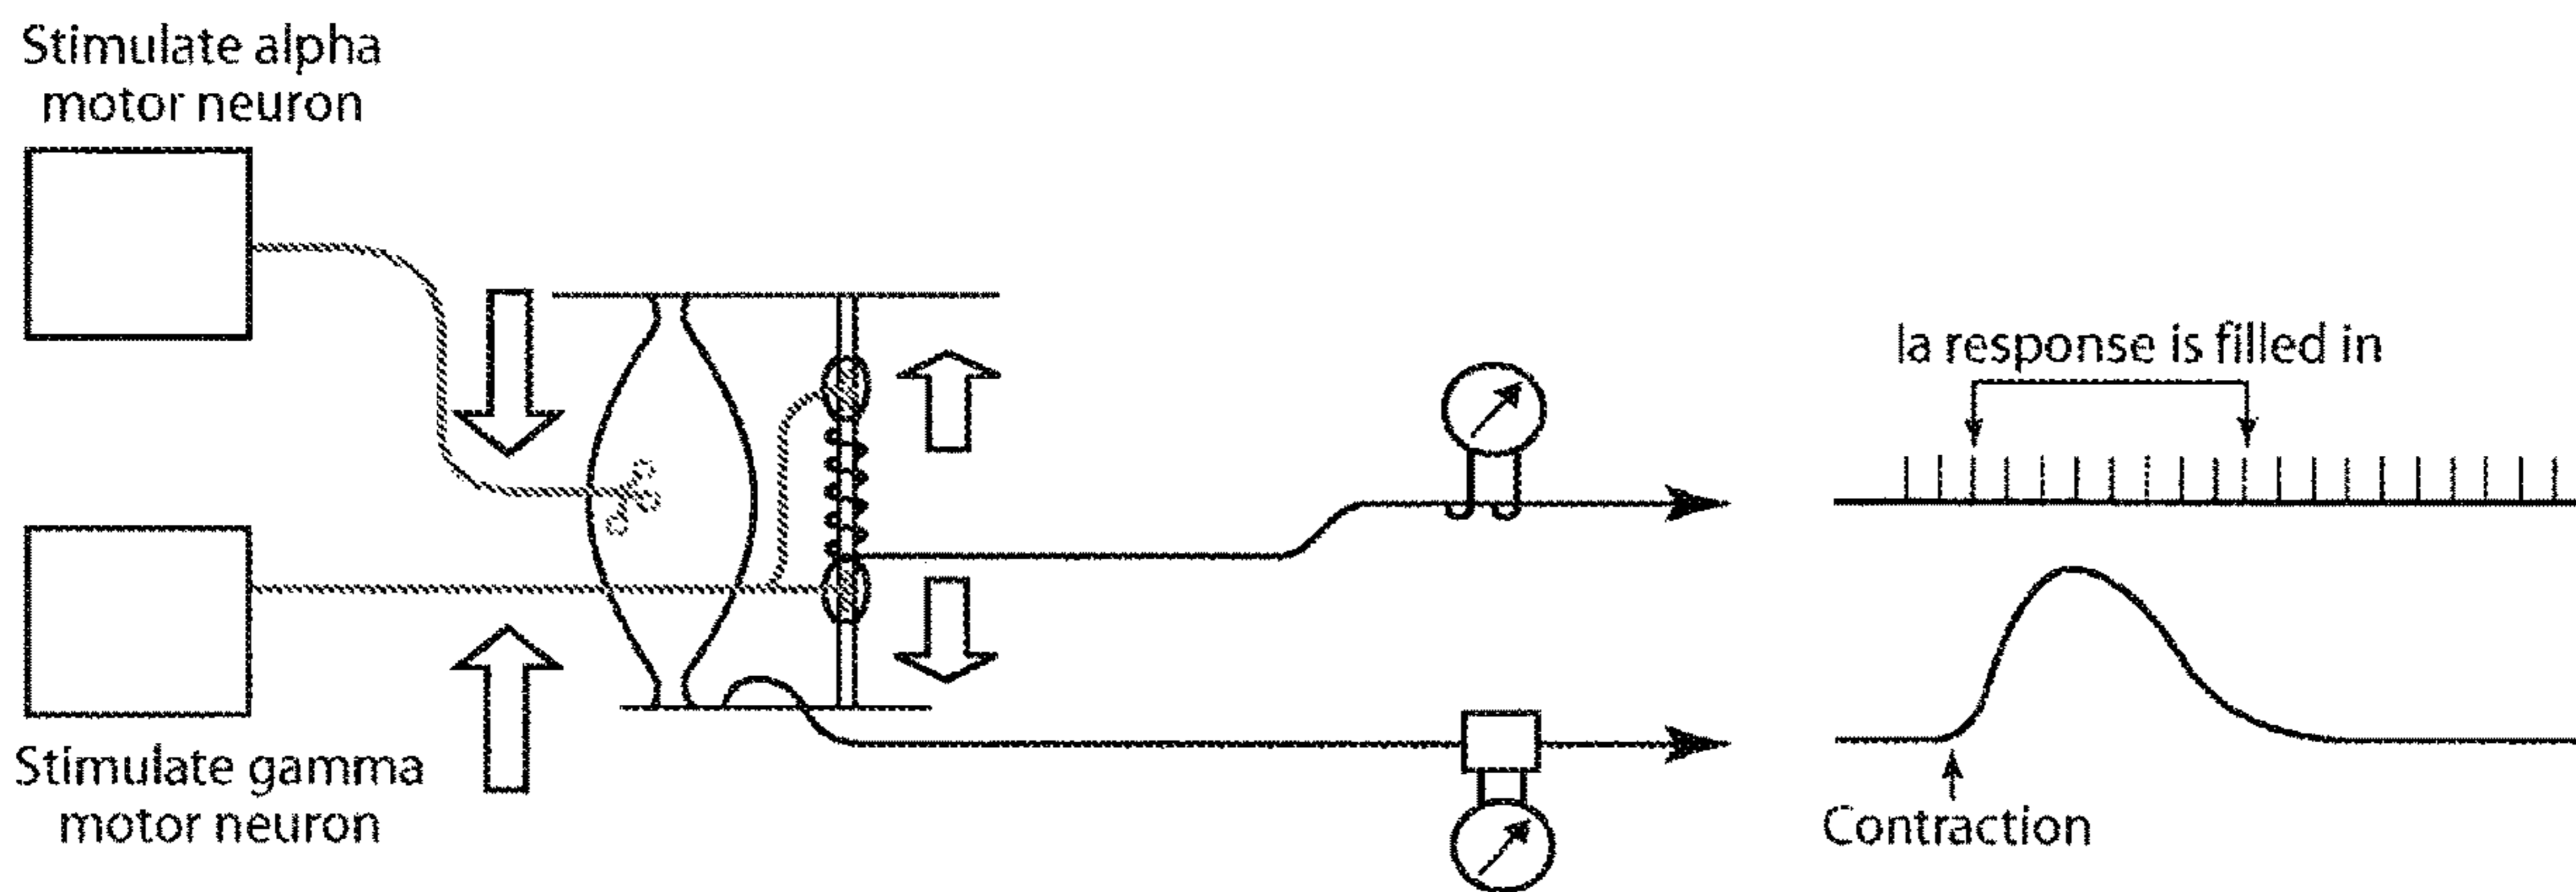 Stimulate alpha
motor neuron
Ia response is filled in
Stimulate gamma
motor neuron
Contraction